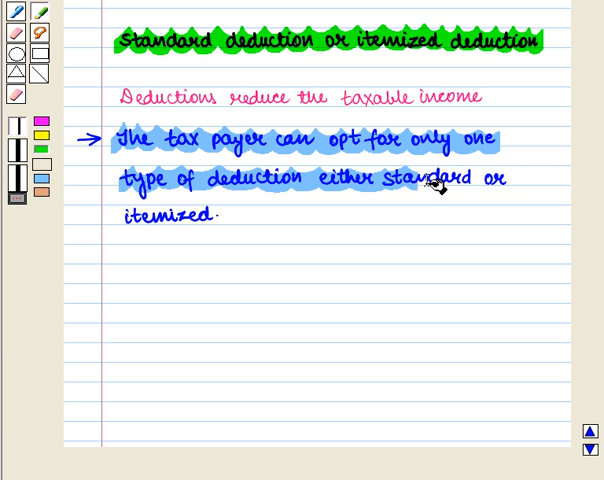 Standard deduction or itemized deduction
Deductions reduce the taxable income
→ The tax payer can opt for only one
type of deduction either standard or
itemized.